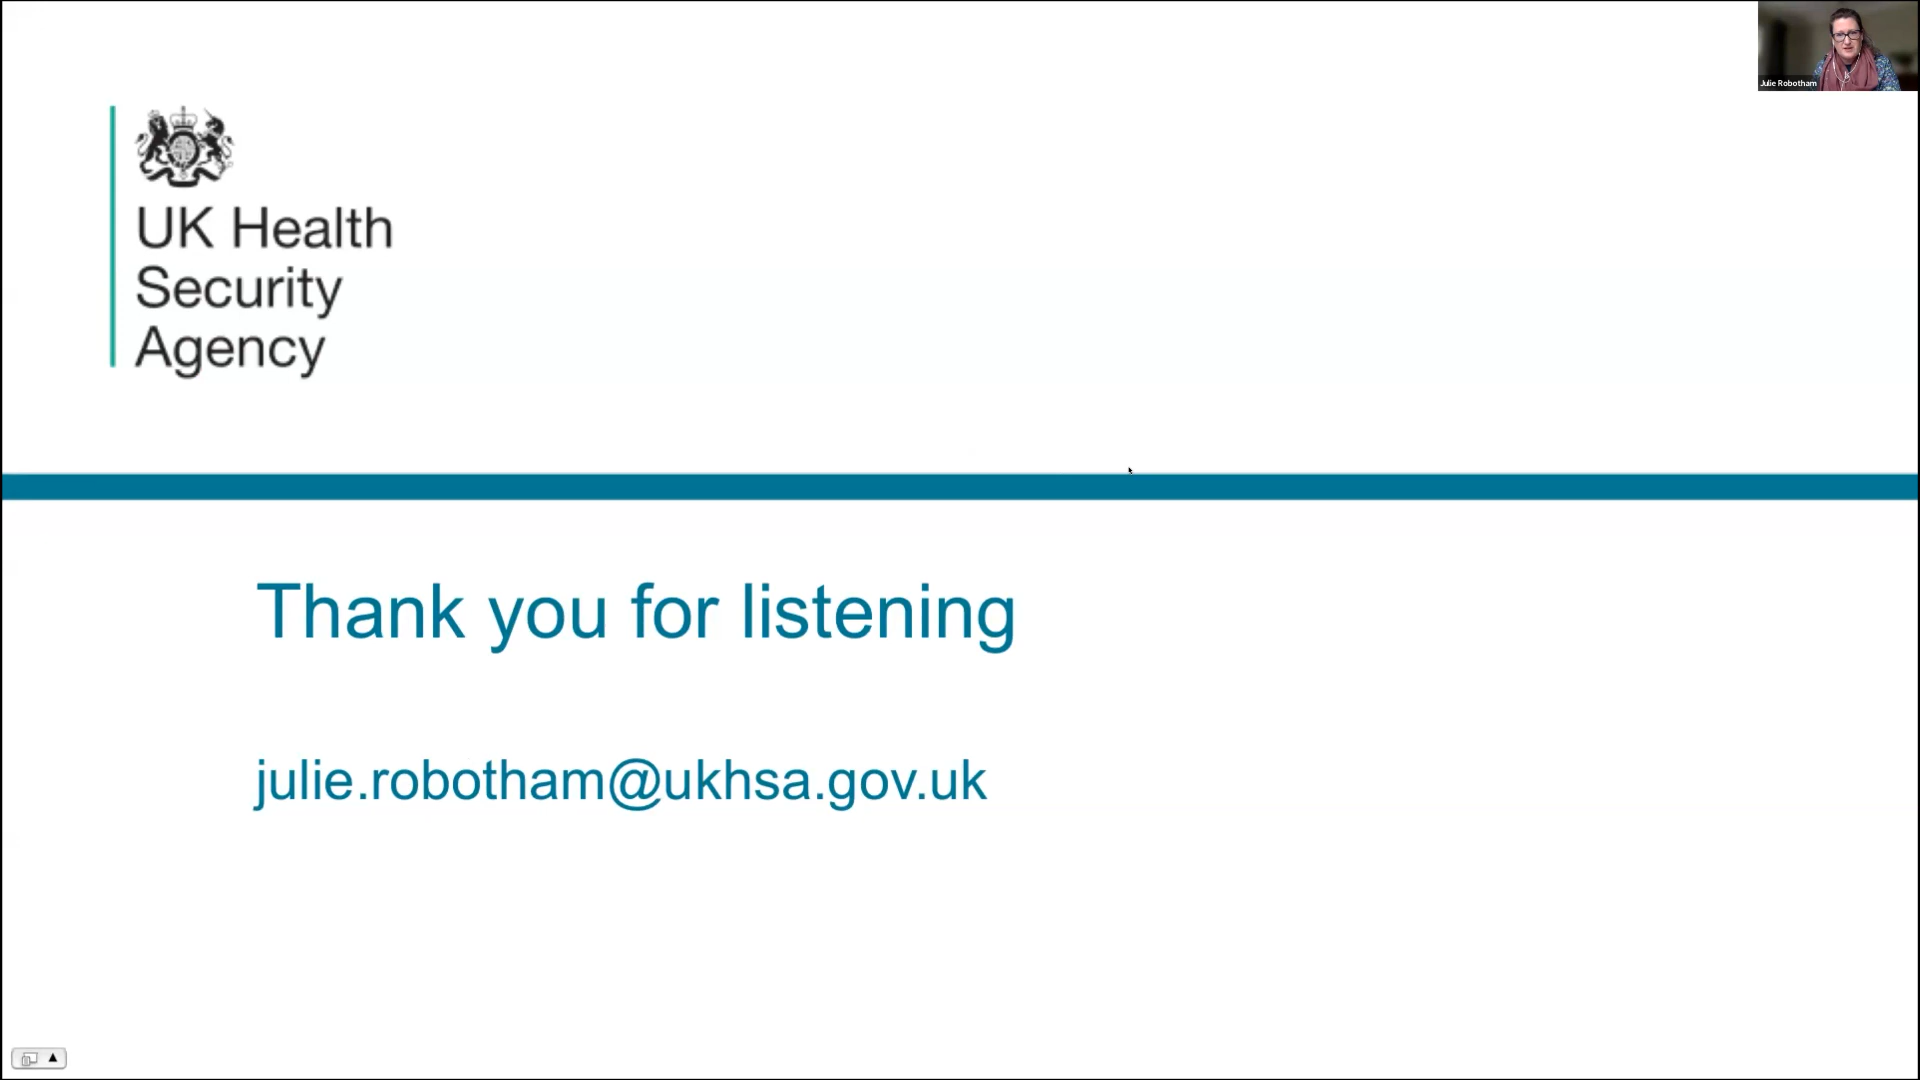 Julie Robotham
UK Health
Security
Agency
Thank you for listening
julie.robotham@ukhsa.gov.uk